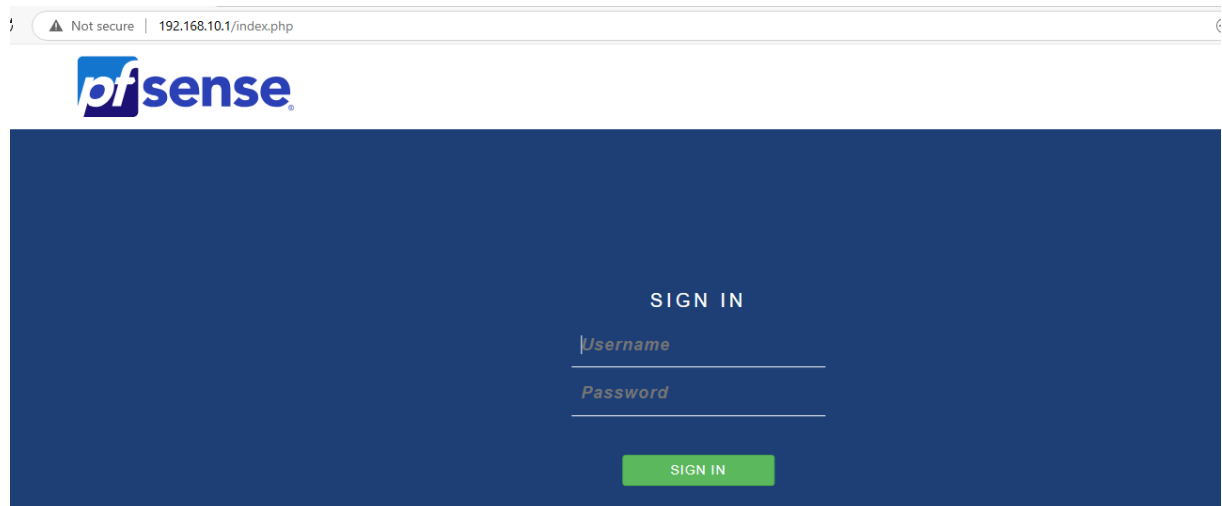 Not secure | 192.168.10.1/index.php
pfsense
SIGN IN
Username
Password
SIGN IN